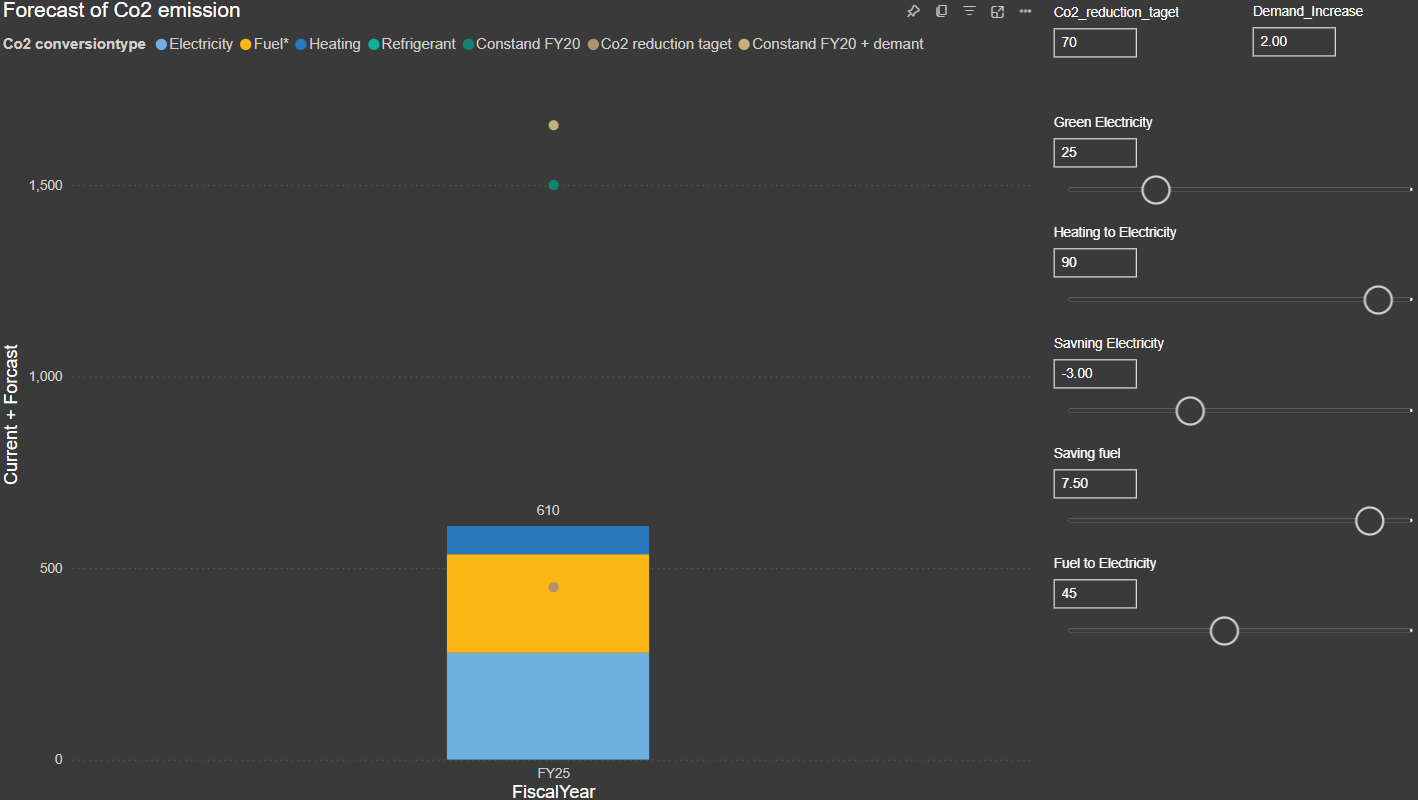 Forecast of Co2 emission
Co2 conversiontype Electricity Fuel* Heating Refrigerant Constand FY20 Co2 reduction taget Constand FY20 + demant
1,500
1,000
500
0
Current + Forcast
610
FY25
FiscalYear
Co2_reduction_taget
70
Demand_Increase
2.00
Green Electricity
25
Heating to Electricity
90
Savning Electricity
-3.00
Saving fuel
7.50
Fuel to Electricity
45